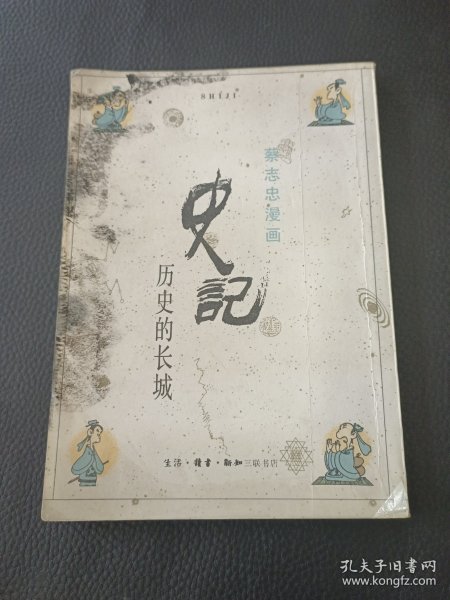 SHǏJÌ
蔡志忠漫画
史記
历史的长城
生活·讀書·新知三联书店
孔夫子旧书网
www.kongfz.com